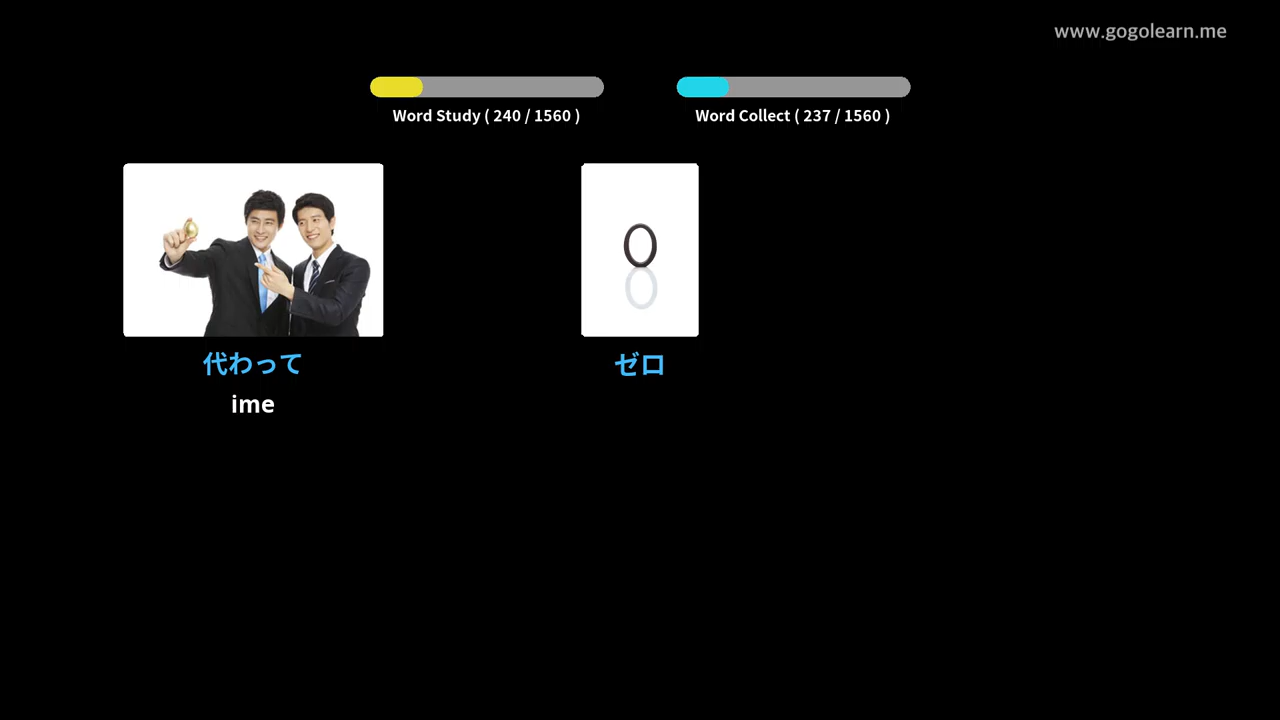 www.gogolearn.me
Word Study ( 240 / 1560 )
Word Collect ( 237 / 1560 )
代わって
ime
ゼロ